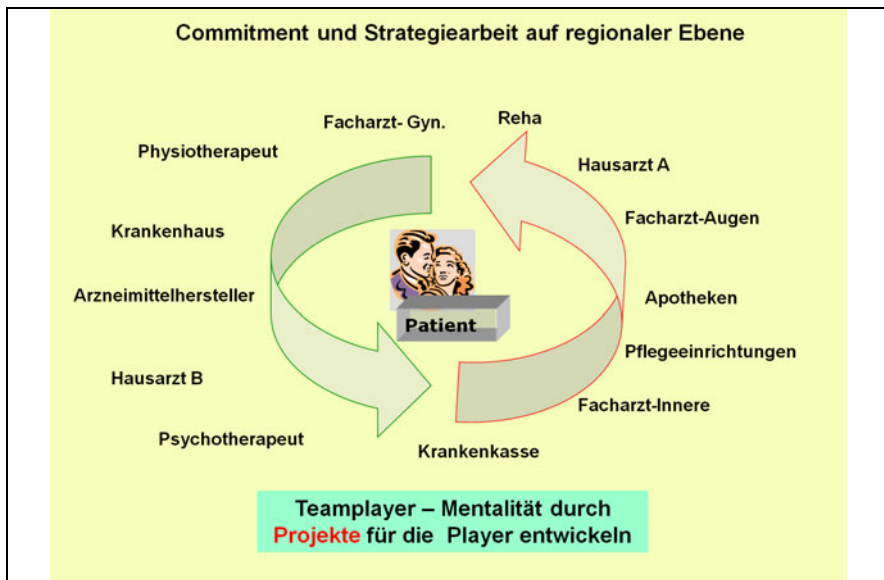 Commitment und Strategiearbeit auf regionaler Ebene
Facharzt- Gyn.
Reha
Physiotherapeut
Hausarzt A
Krankenhaus
Facharzt-Augen
Arzneimittelhersteller
Apotheken
Patient
Pflegeeinrichtungen
Hausarzt B
Facharzt-Innere
Psychotherapeut
Krankenkasse
Teamplayer – Mentalität durch
Projekte für die Player entwickeln